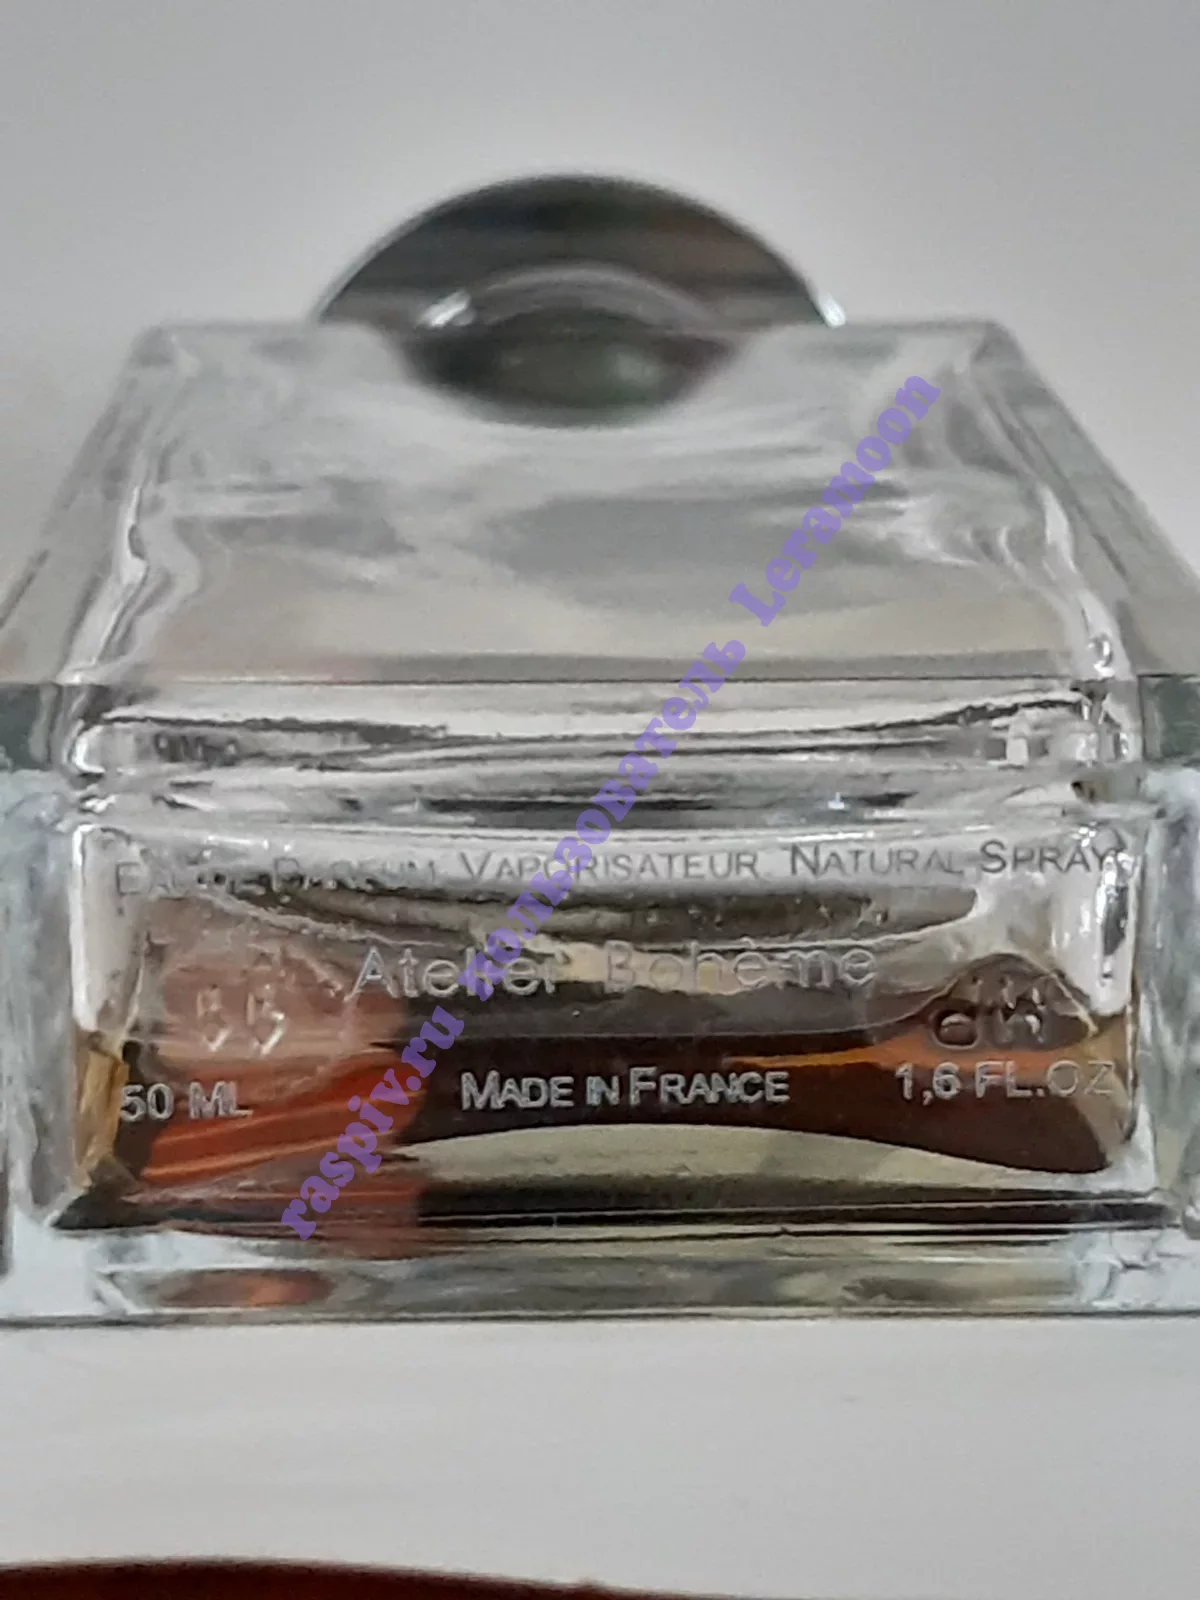 EAU DE PARFUM VAPORISATEUR NATURAL SPRAY
Atelier Bohème
50 ML
MADE IN FRANCE
1,6 FL.OZ
raspiv.ru пользователь Leramoon